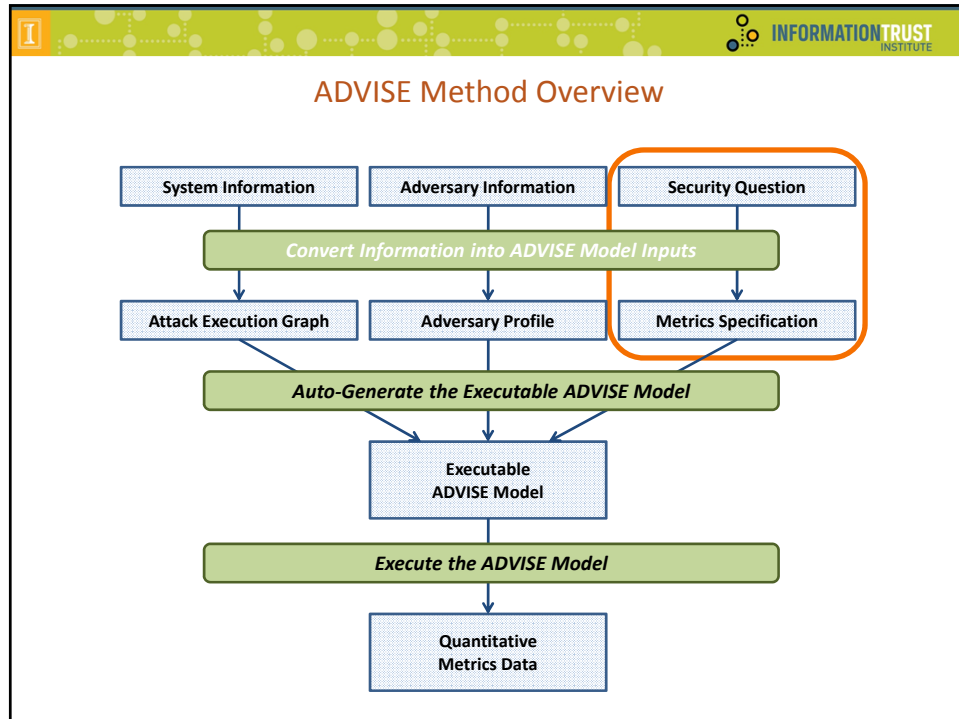 I
INFORMATIONTRUST
INSTITUTE
ADVISE Method Overview
System Information
Adversary Information
Security Question
Convert Information into ADVISE Model Inputs
Attack Execution Graph
Adversary Profile
Metrics Specification
Auto-Generate the Executable ADVISE Model
Executable
ADVISE Model
Execute the ADVISE Model
Quantitative
Metrics Data